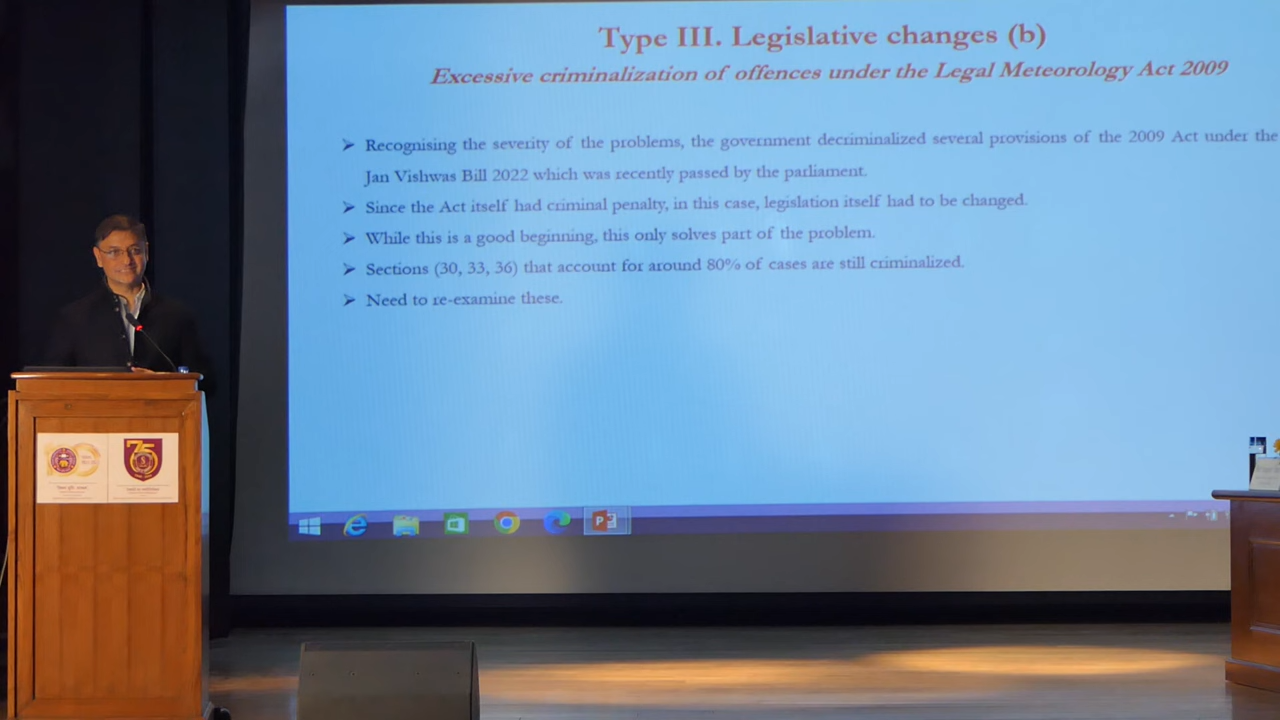 Type III. Legislative changes (b)
Excessive criminalization of offences under the Legal Meteorology Act 2009
➤ Recognising the severity of the problems, the government decriminalized several provisions of the 2009 Act under the
Jan Vishwas Bill 2022 which was recently passed by the parliament.
➤ Since the Act itself had criminal penalty, in this case, legislation itself had to be changed.
➤ While this is a good beginning, this only solves part of the problem.
➤ Sections (30, 33, 36) that account for around 80% of cases are still criminalized.
➤ Need to re-examine these.
75